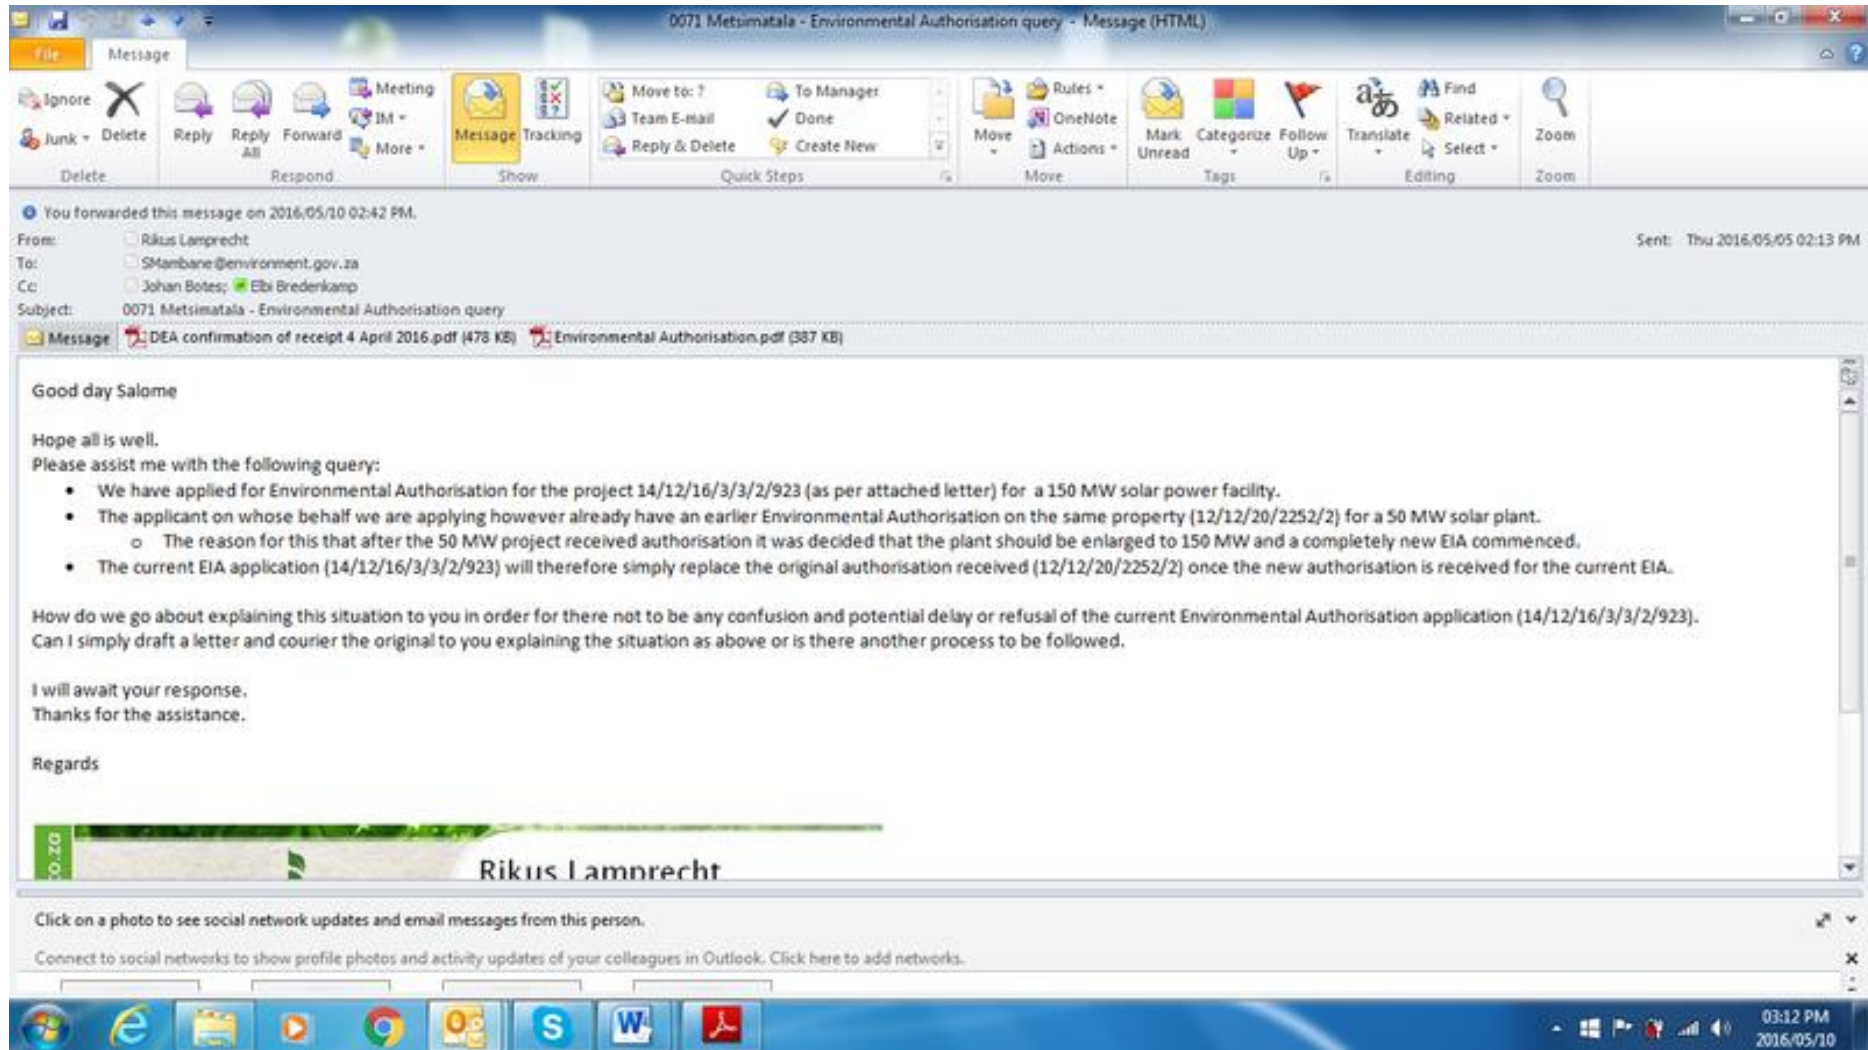 0071 Metsimatala - Environmental Authorisation query - Message (HTML)
File Message
Ignore
Junk
Delete
Reply
Reply All
Forward
Meeting
IM
More
Message
Tracking
Move to: ?
Team E-mail
Reply & Delete
To Manager
Done
Create New
Move
Rules
OneNote
Actions
Mark Unread
Categorize
Follow Up
Translate
Find
Related
Select
Zoom
Delete Respond Show Quick Steps Move Tags Editing Zoom
You forwarded this message on 2016/05/10 02:42 PM.
From: Rikus Lamprecht Sent: Thu 2016/05/05 02:13 PM
To: SMambane@environment.gov.za
Cc: Johan Botes; Elbi Bredenkamp
Subject: 0071 Metsimatala - Environmental Authorisation query
Message DEA confirmation of receipt 4 April 2016.pdf (478 KB) Environmental Authorisation.pdf (387 KB)
Good day Salome
Hope all is well.
Please assist me with the following query:
• We have applied for Environmental Authorisation for the project 14/12/16/3/3/2/923 (as per attached letter) for a 150 MW solar power facility.
• The applicant on whose behalf we are applying however already have an earlier Environmental Authorisation on the same property (12/12/20/2252/2) for a 50 MW solar plant.
o The reason for this that after the 50 MW project received authorisation it was decided that the plant should be enlarged to 150 MW and a completely new EIA commenced.
• The current EIA application (14/12/16/3/3/2/923) will therefore simply replace the original authorisation received (12/12/20/2252/2) once the new authorisation is received for the current EIA.
How do we go about explaining this situation to you in order for there not to be any confusion and potential delay or refusal of the current Environmental Authorisation application (14/12/16/3/3/2/923).
Can I simply draft a letter and courier the original to you explaining the situation as above or is there another process to be followed.
I will await your response.
Thanks for the assistance.
Regards
co.za
Rikus Lamprecht
Click on a photo to see social network updates and email messages from this person.
Connect to social networks to show profile photos and activity updates of your colleagues in Outlook. Click here to add networks.
03:12 PM
2016/05/10